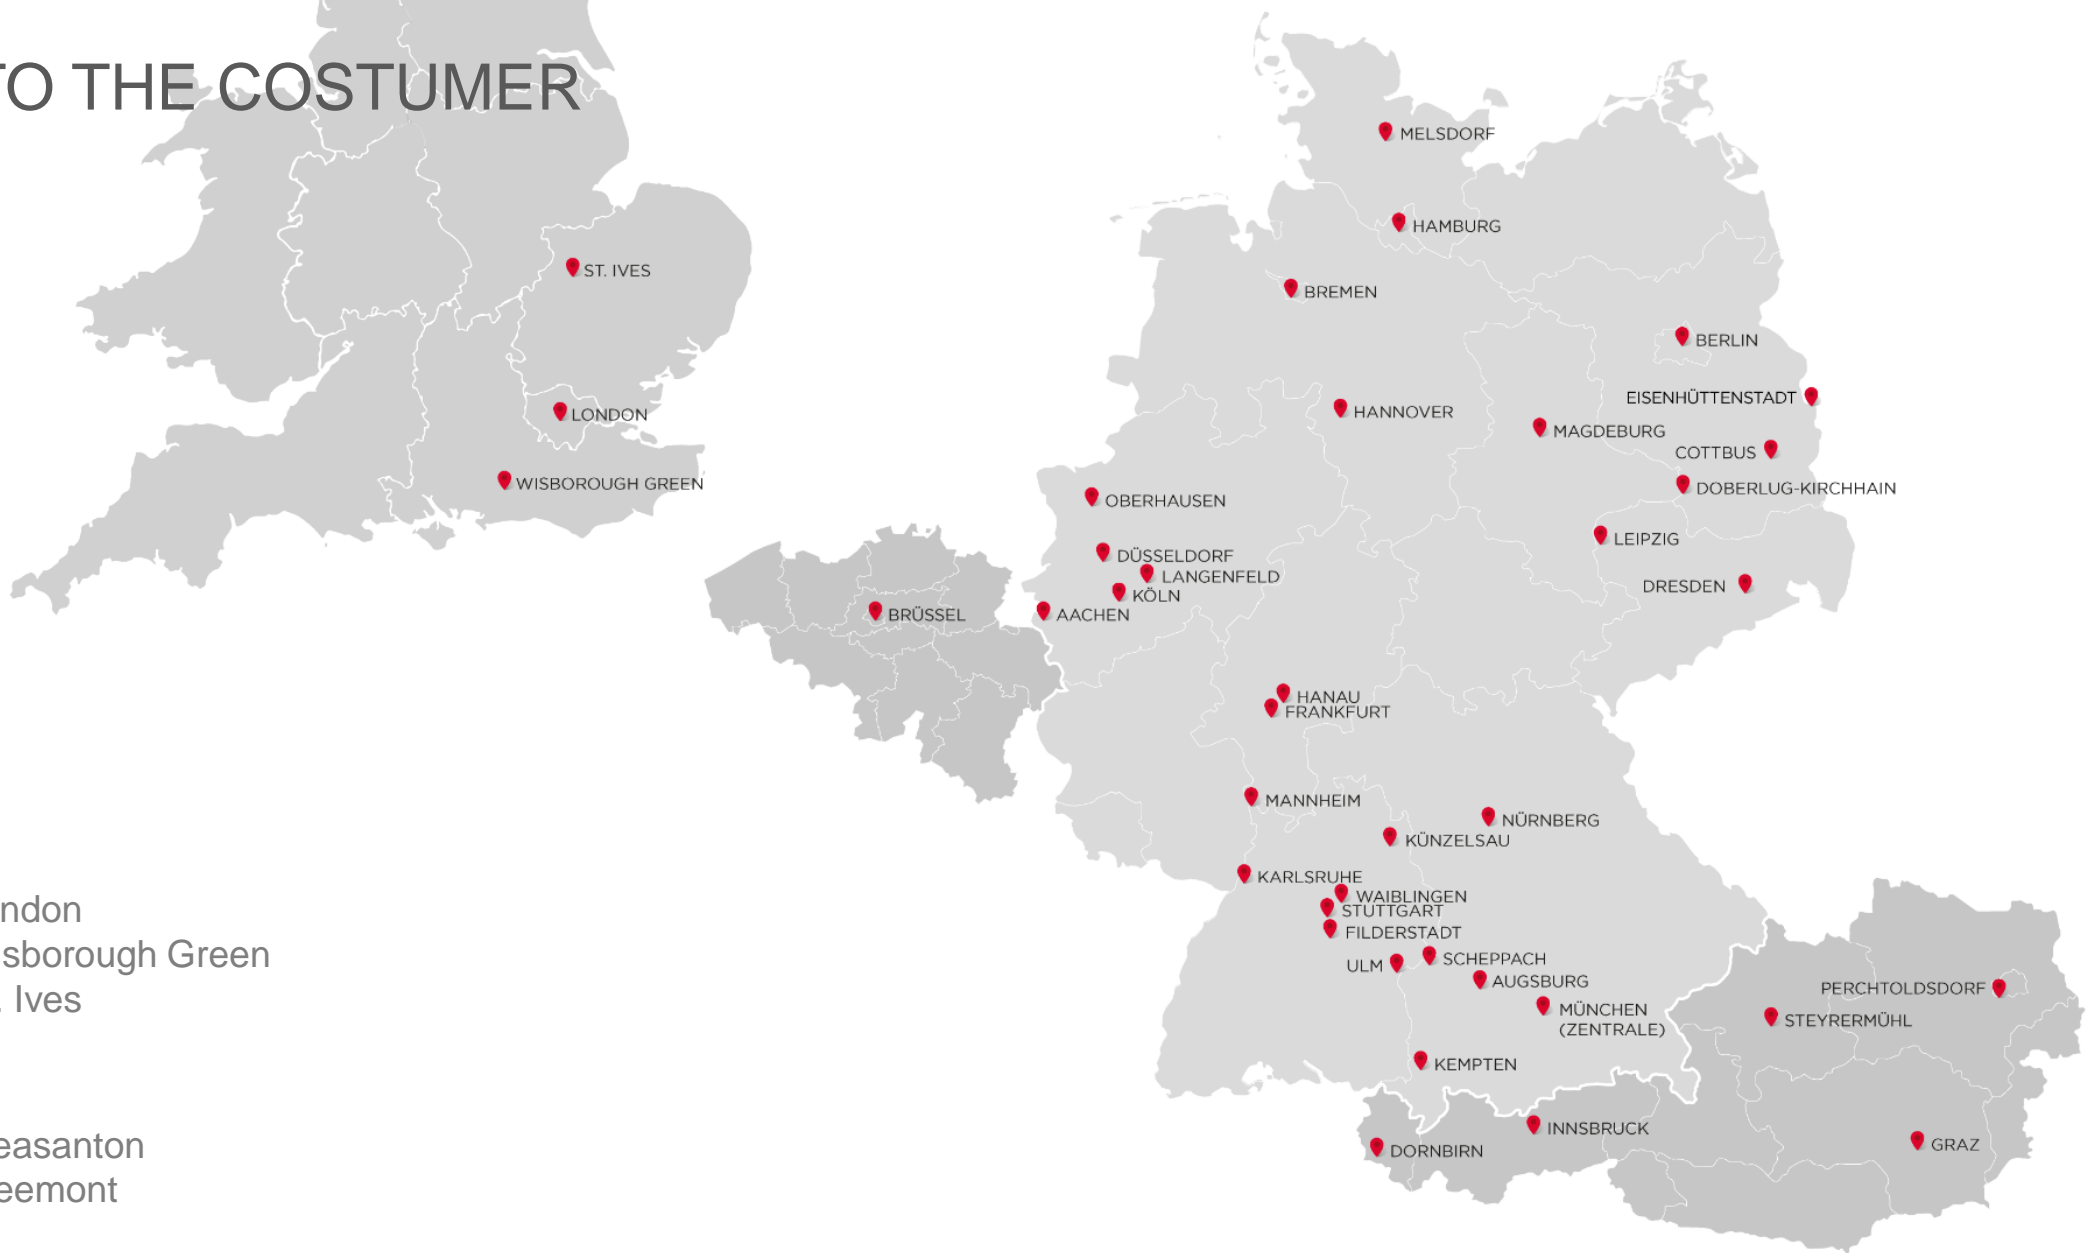 TO THE COSTUMER
MELSDORF
HAMBURG
ST. IVES
BREMEN
BERLIN
EISENHÜTTENSTADT
HANNOVER
LONDON
MAGDEBURG
COTTBUS
WISBOROUGH GREEN
DOBERLUG-KIRCHHAIN
OBERHAUSEN
LEIPZIG
DÜSSELDORF
LANGENFELD
DRESDEN
KÖLN
BRÜSSEL
AACHEN
HANAU
FRANKFURT
MANNHEIM
NÜRNBERG
KÜNZELSAU
KARLSRUHE
WAIBLINGEN
STUTTGART
FILDERSTADT
ULM
SCHEPPACH
AUGSBURG
PERCHTOLDSDORF
MÜNCHEN
(ZENTRALE)
STEYRERMÜHL
KEMPTEN
INNSBRUCK
GRAZ
DORNBIRN
ndon
sborough Green
. Ives
easanton
eemont